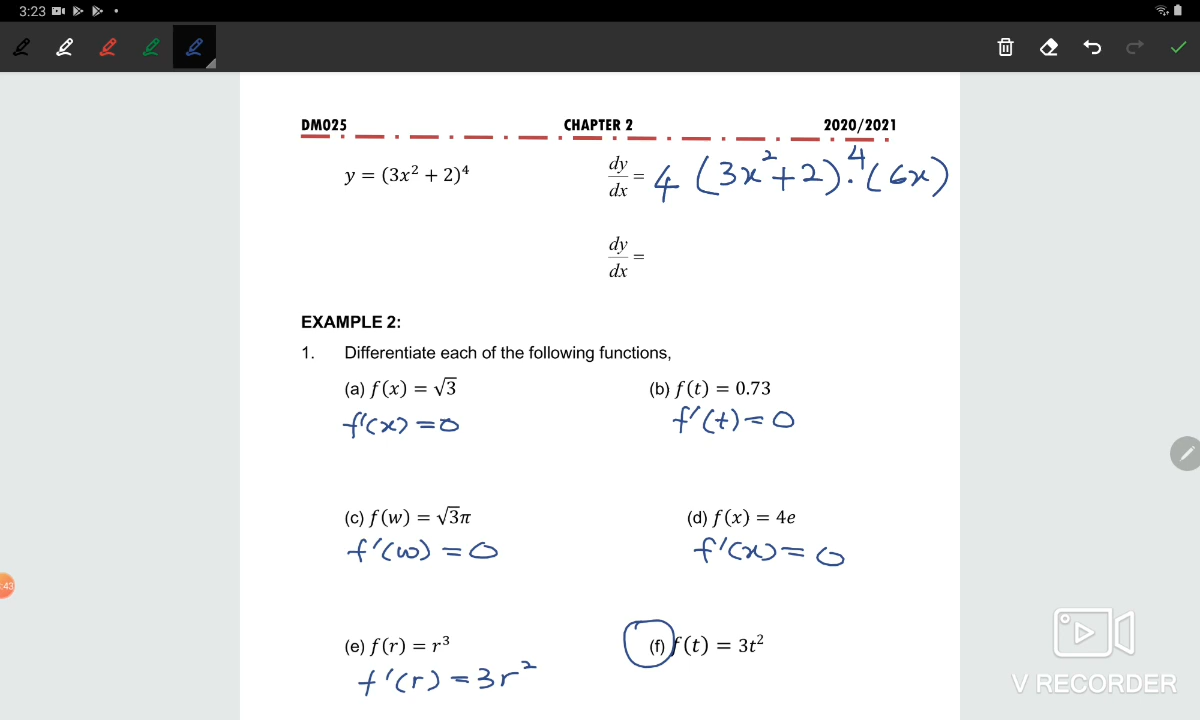 3:23
DM025 CHAPTER 2 2020/2021
y = (3x² + 2)⁴ dy/dx = 4 (3x²+2)⁴·(6x)
dy/dx =
EXAMPLE 2:
1. Differentiate each of the following functions,
(a) f(x) = √3 (b) f(t) = 0.73
f'(x) = 0 f'(t) = 0
(c) f(w) = √3π (d) f(x) = 4e
f'(w) = 0 f'(x) = 0
(e) f(r) = r³ (f) f(t) = 3t²
f'(r) = 3r²
:43
V RECORDER